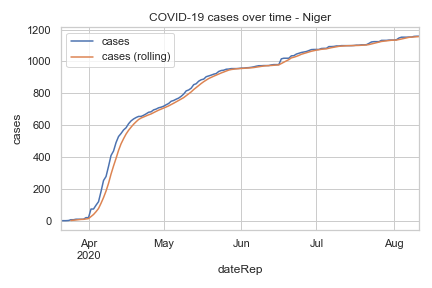 COVID-19 cases over time - Niger
cases
cases (rolling)
1200
1000
800
600
400
200
0
cases
Apr
2020
May
Jun
Jul
Aug
dateRep